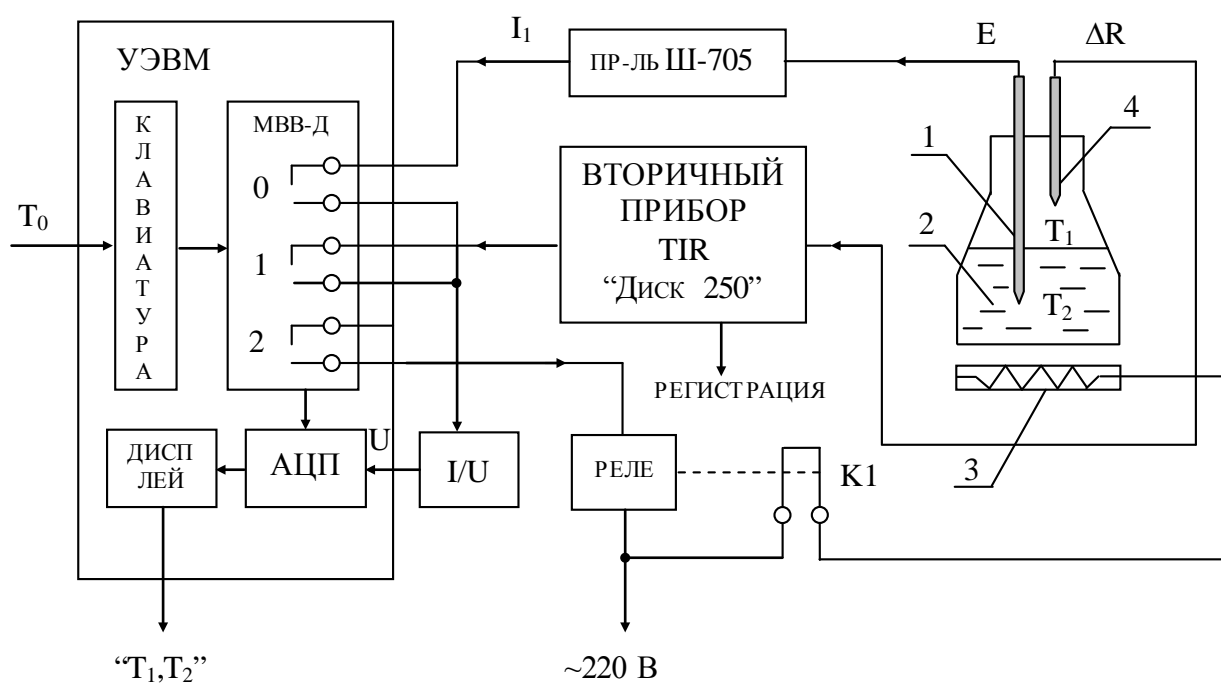 УЭВМ
I₁
ПР-ЛЬ Ш-705
E
ΔR
КЛАВИАТУРА
МВВ-Д
0
1
2
T₀
ВТОРИЧНЫЙ
ПРИБОР
TIR
“ДИСК 250”
РЕГИСТРАЦИЯ
1
2
4
T₁
T₂
3
ДИСП
ЛЕЙ
АЦП
U
I/U
РЕЛЕ
K1
“T₁,T₂”
~220 В